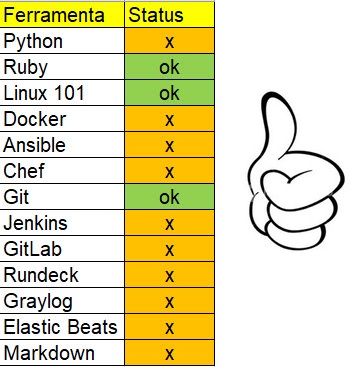 Ferramenta Status
Python x
Ruby ok
Linux 101 ok
Docker x
Ansible x
Chef x
Git ok
Jenkins x
GitLab x
Rundeck x
Graylog x
Elastic Beats x
Markdown x